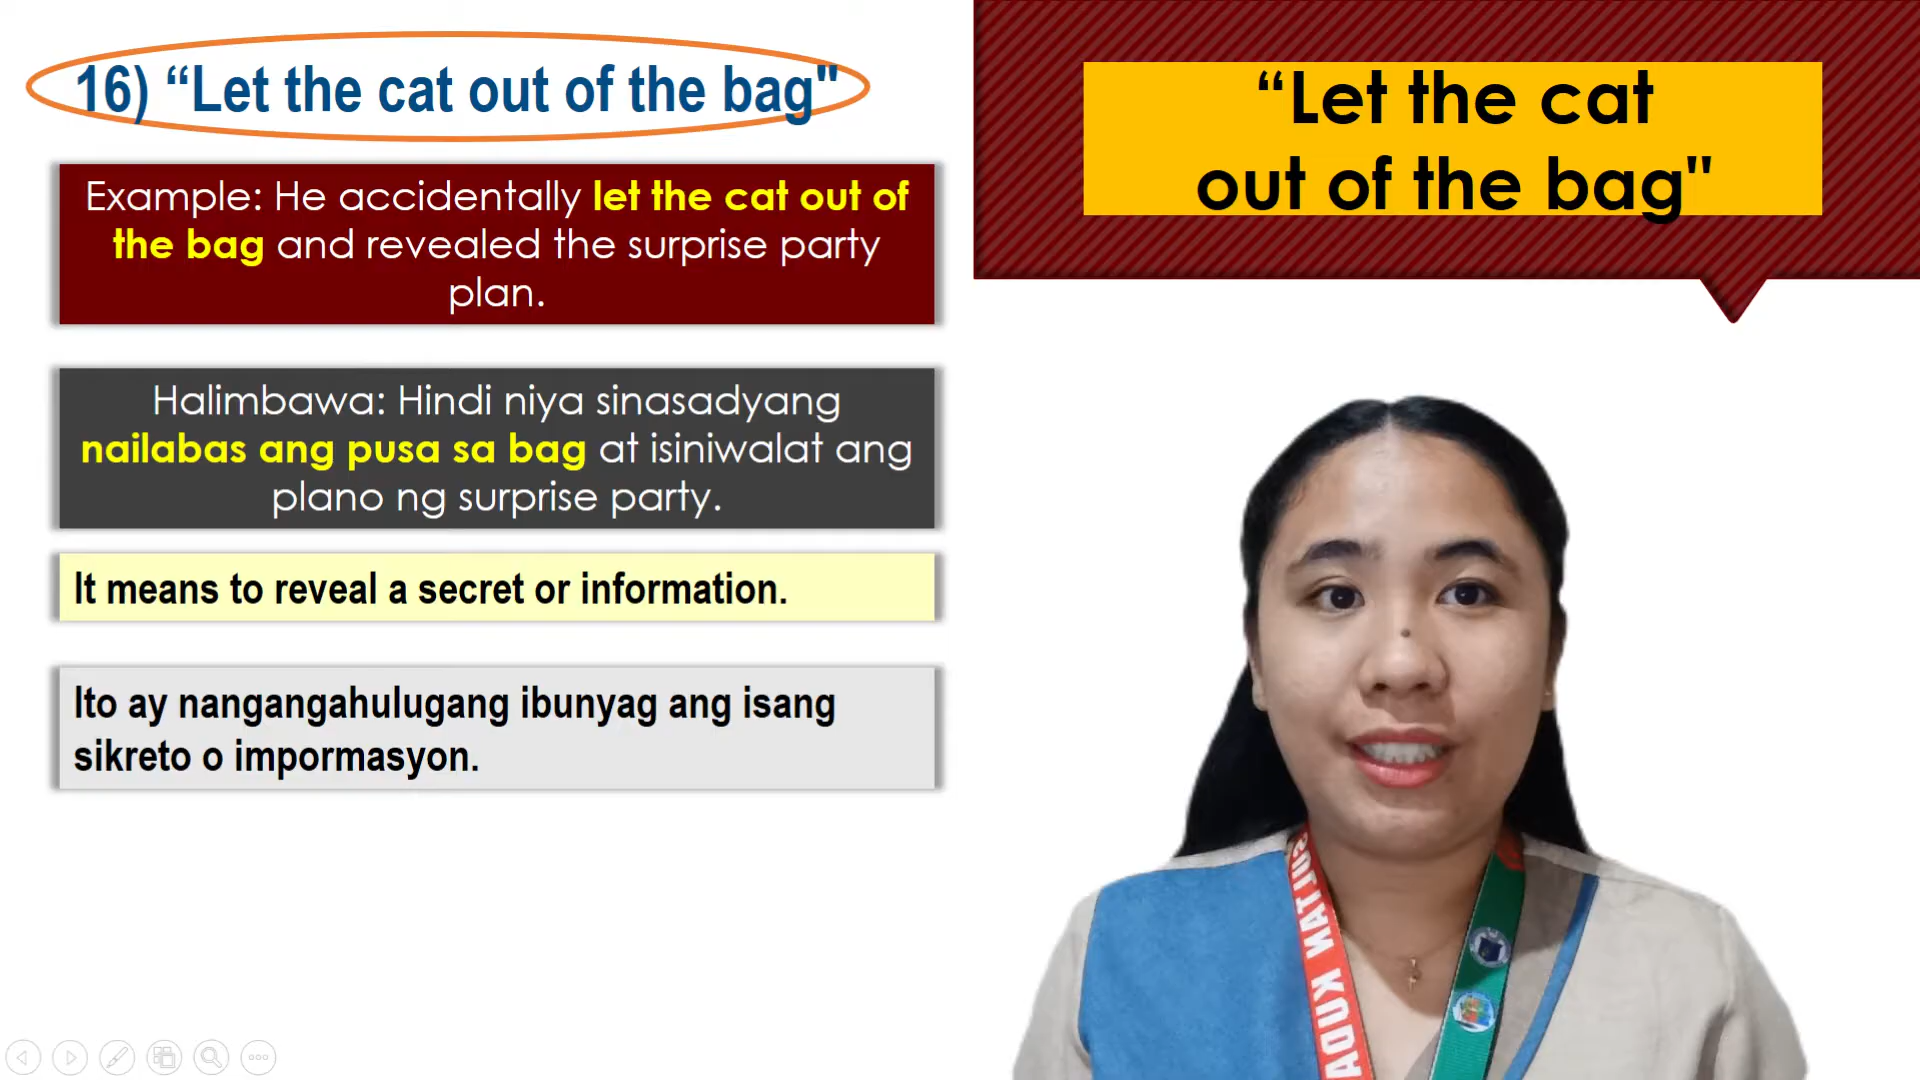 16) “Let the cat out of the bag"
Example: He accidentally let the cat out of
the bag and revealed the surprise party
plan.
Halimbawa: Hindi niya sinasadyang
nailabas ang pusa sa bag at isiniwalat ang
plano ng surprise party.
It means to reveal a secret or information.
Ito ay nangangahulugang ibunyag ang isang
sikreto o impormasyon.
“Let the cat
out of the bag"